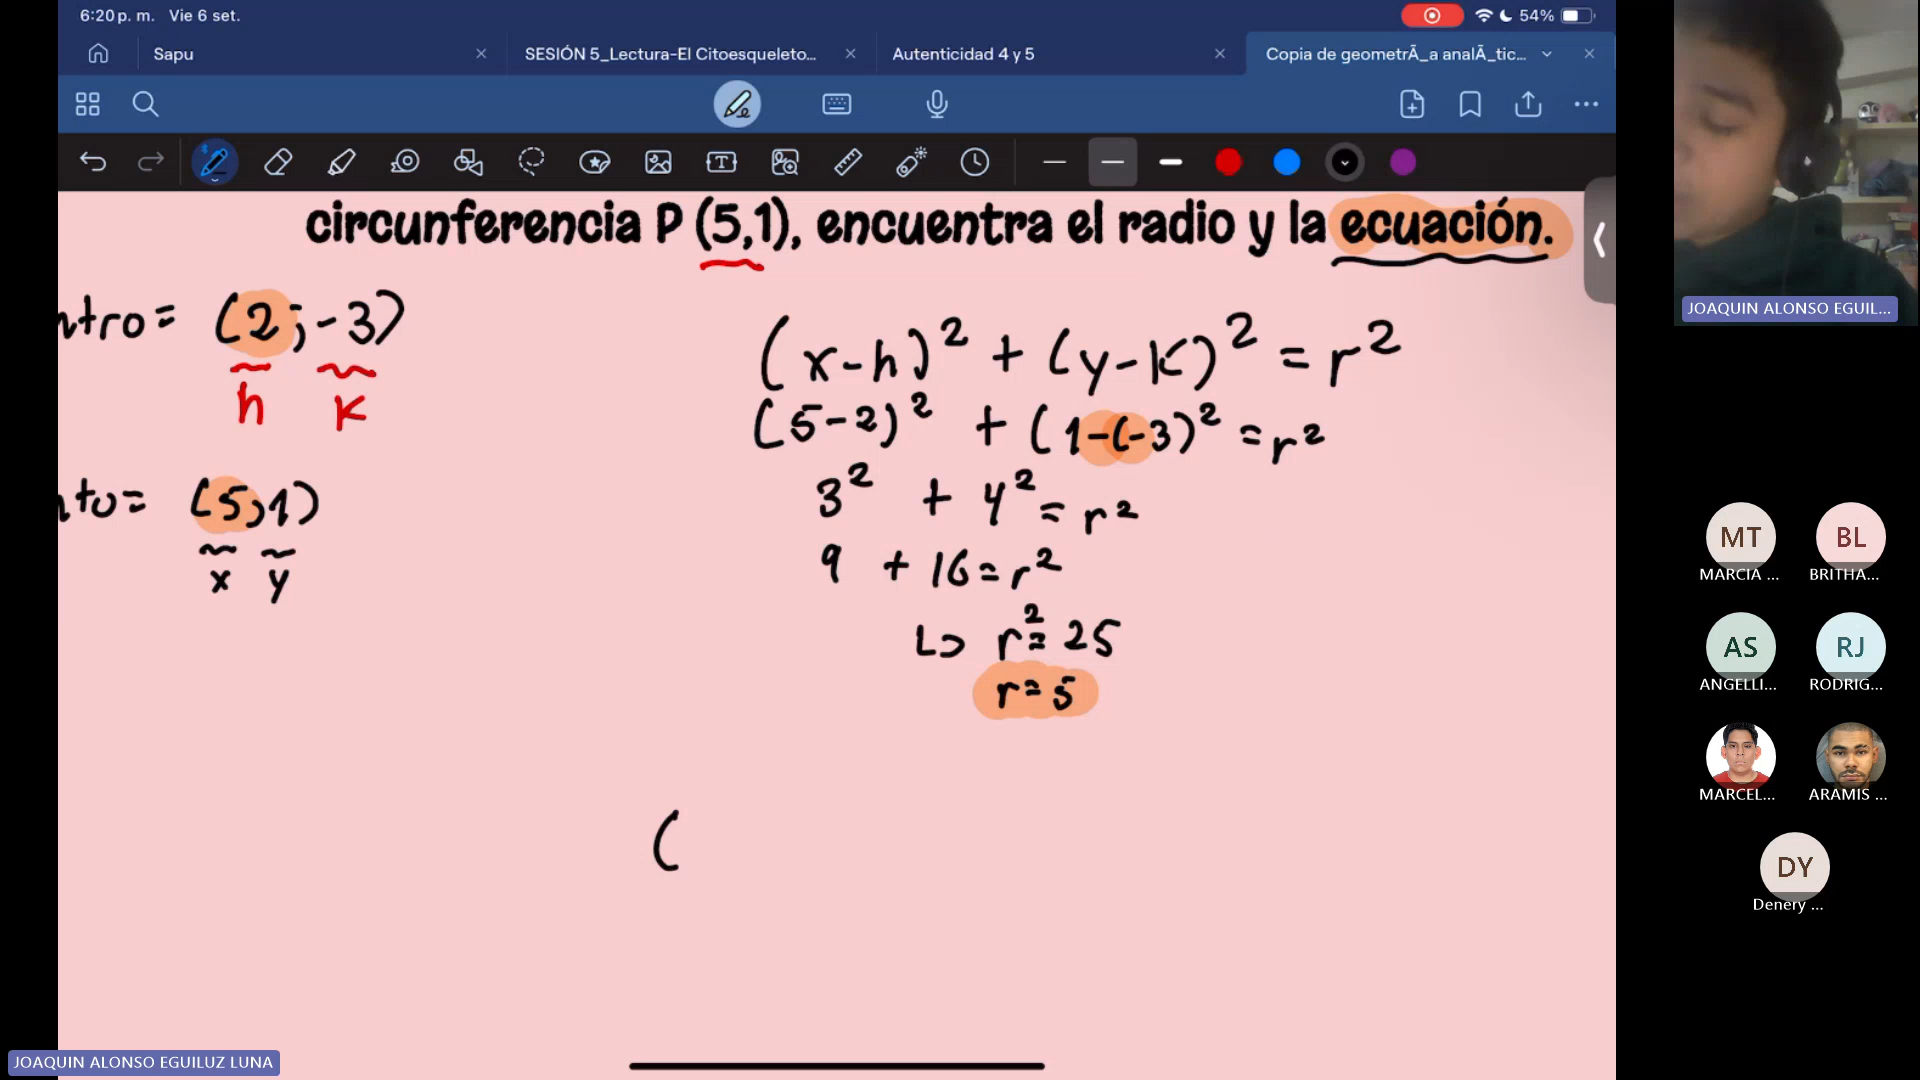 6:20 p. m. Vie 6 set.
54%
Sapu
SESIÓN 5_Lectura-El Citoesqueleto...
Autenticidad 4 y 5
Copia de geometrÃ_a analÃ_tic...
circunferencia P (5,1), encuentra el radio y la ecuación.
ntro = (2; -3)
h K
nto = (5,1)
x y
(x-h)² + (y-K)² = r²
(5-2)² + (1-(-3)² = r²
3² + 4² = r²
9 + 16 = r²
r² = 25
r = 5
(
JOAQUIN ALONSO EGUIL...
MT
MARCIA ...
BL
BRITHA...
AS
ANGELLI...
RJ
RODRIG...
MARCEL...
ARAMIS ...
DY
Denery ...
JOAQUIN ALONSO EGUILUZ LUNA